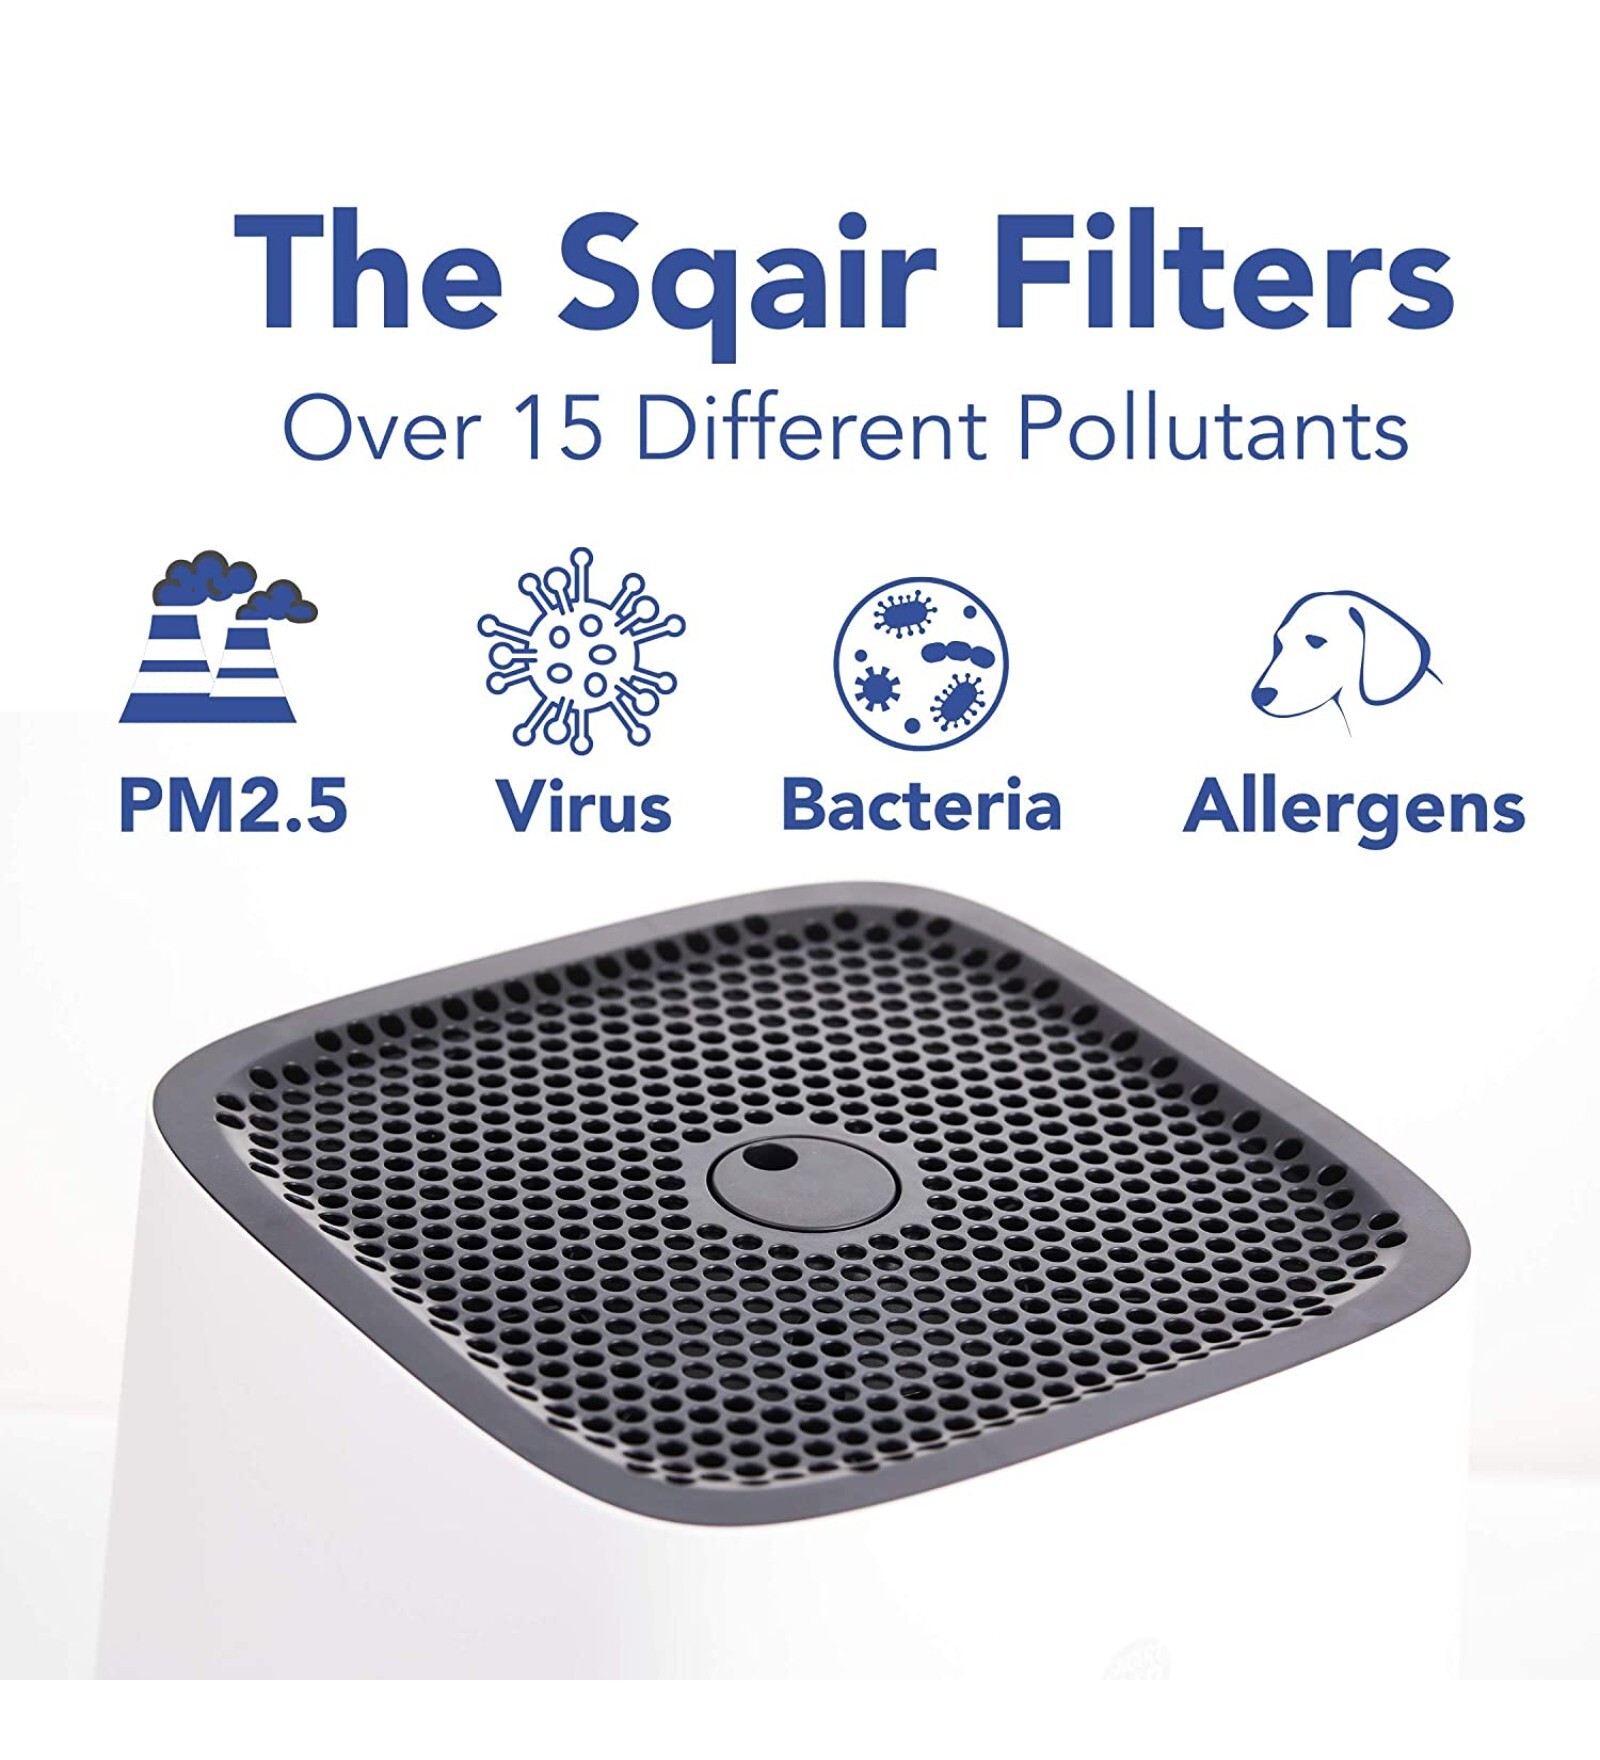 The Sqair Filters
Over 15 Different Pollutants
PM2.5 Virus Bacteria Allergens